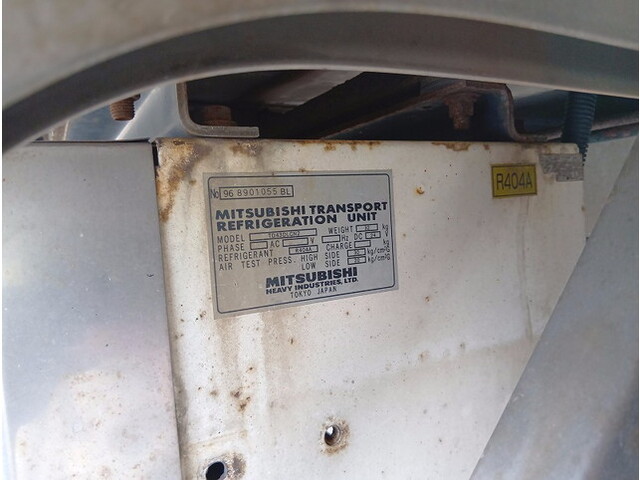 No 96 8901055 BL
MITSUBISHI TRANSPORT
REFRIGERATION UNIT
MODEL WEIGHT kg
PHASE AC V Hz DC 24 V
REFRIGERANT R404A CHARGE kg
AIR TEST PRESS. HIGH SIDE kg/cm²G
LOW SIDE kg/cm²G
MITSUBISHI
HEAVY INDUSTRIES, LTD.
TOKYO JAPAN
R404A